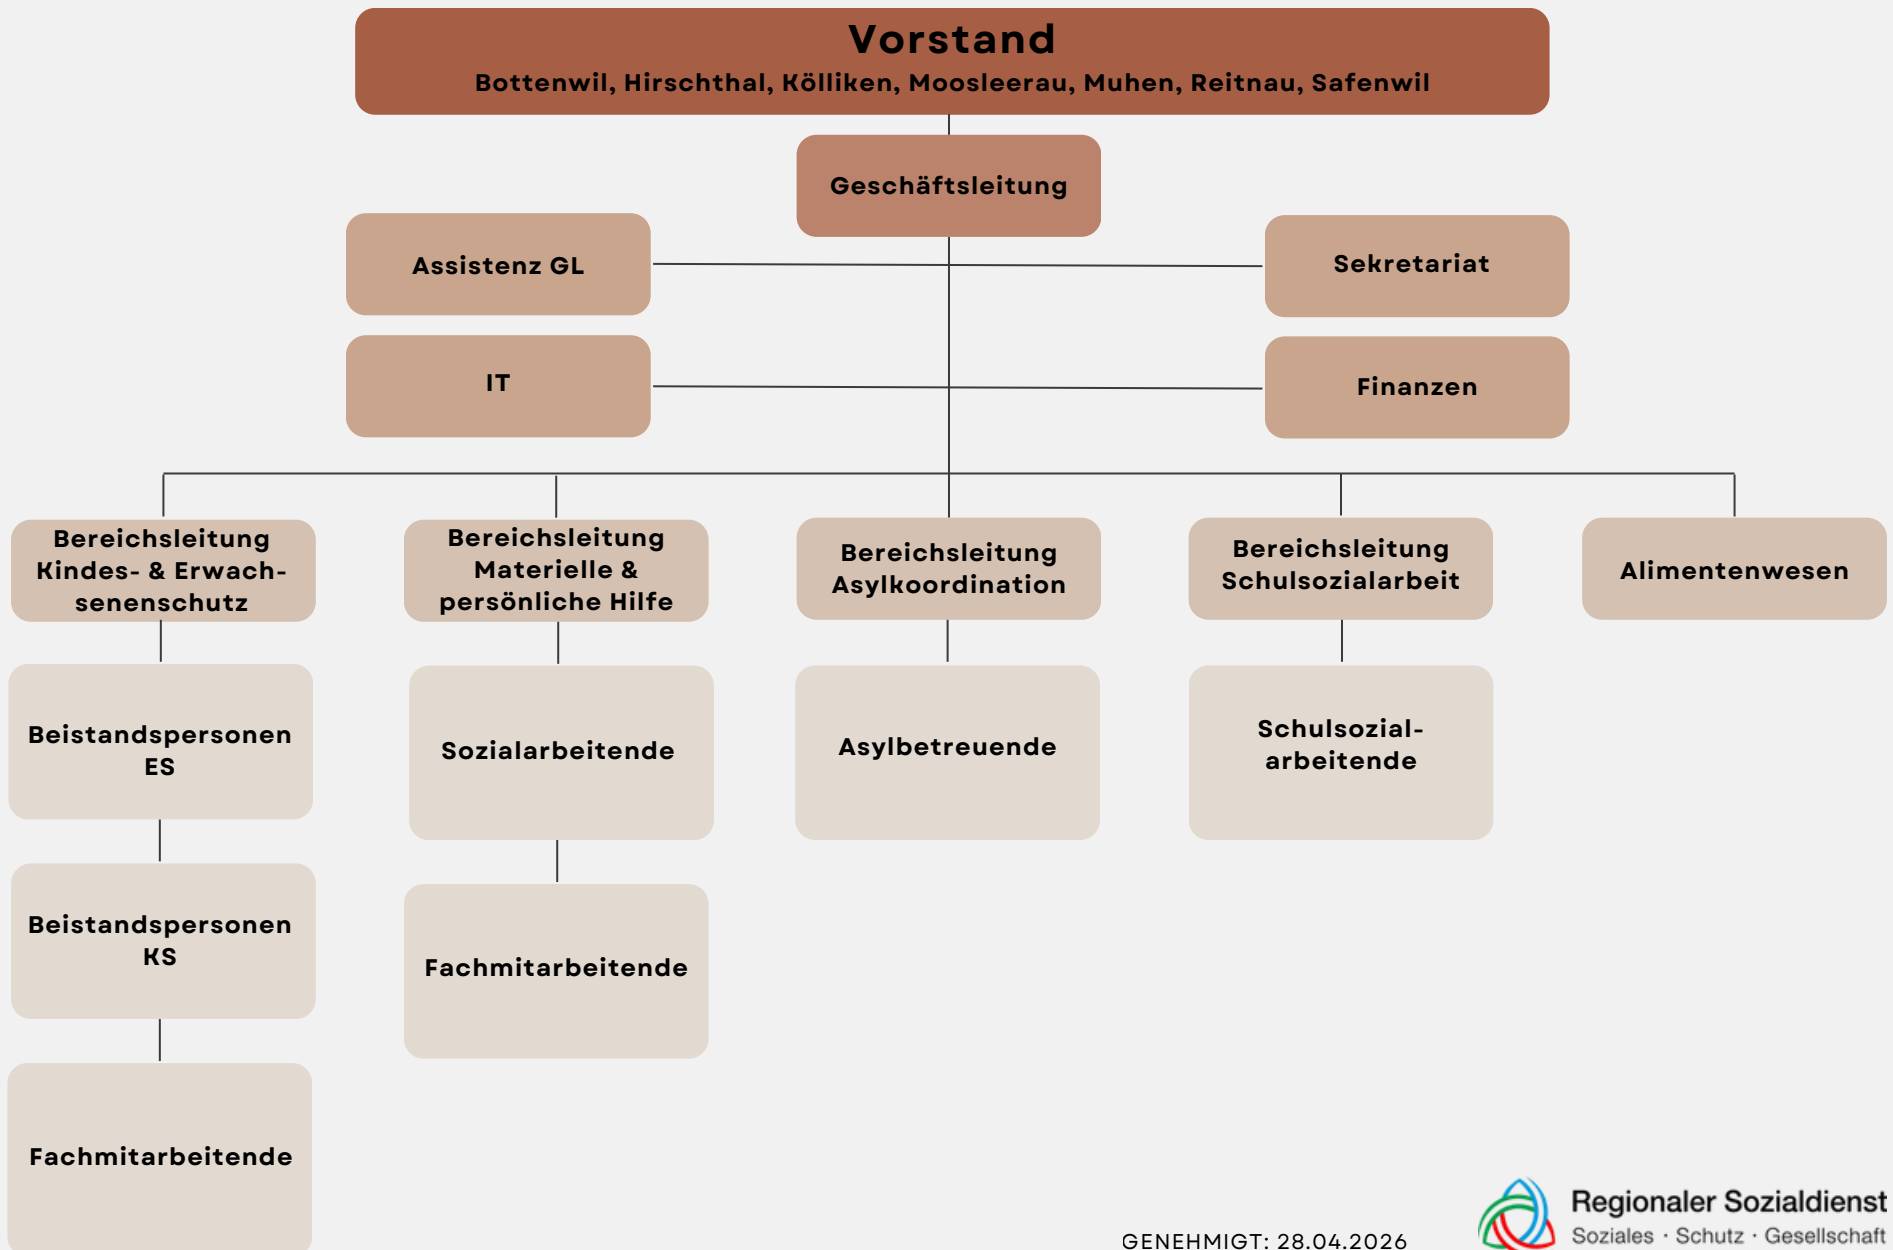 Vorstand
Bottenwil, Hirschthal, Kölliken, Moosleerau, Muhen, Reitnau, Safenwil
Geschäftsleitung
Assistenz GL
Sekretariat
IT
Finanzen
Bereichsleitung
Kindes- & Erwach-
senenschutz
Bereichsleitung
Materielle &
persönliche Hilfe
Bereichsleitung
Asylkoordination
Bereichsleitung
Schulsozialarbeit
Alimentenwesen
Beistandspersonen
ES
Sozialarbeitende
Asylbetreuende
Schulsozial-
arbeitende
Beistandspersonen
KS
Fachmitarbeitende
Fachmitarbeitende
GENEHMIGT: 28.04.2026
Regionaler Sozialdienst
Soziales · Schutz · Gesellschaft